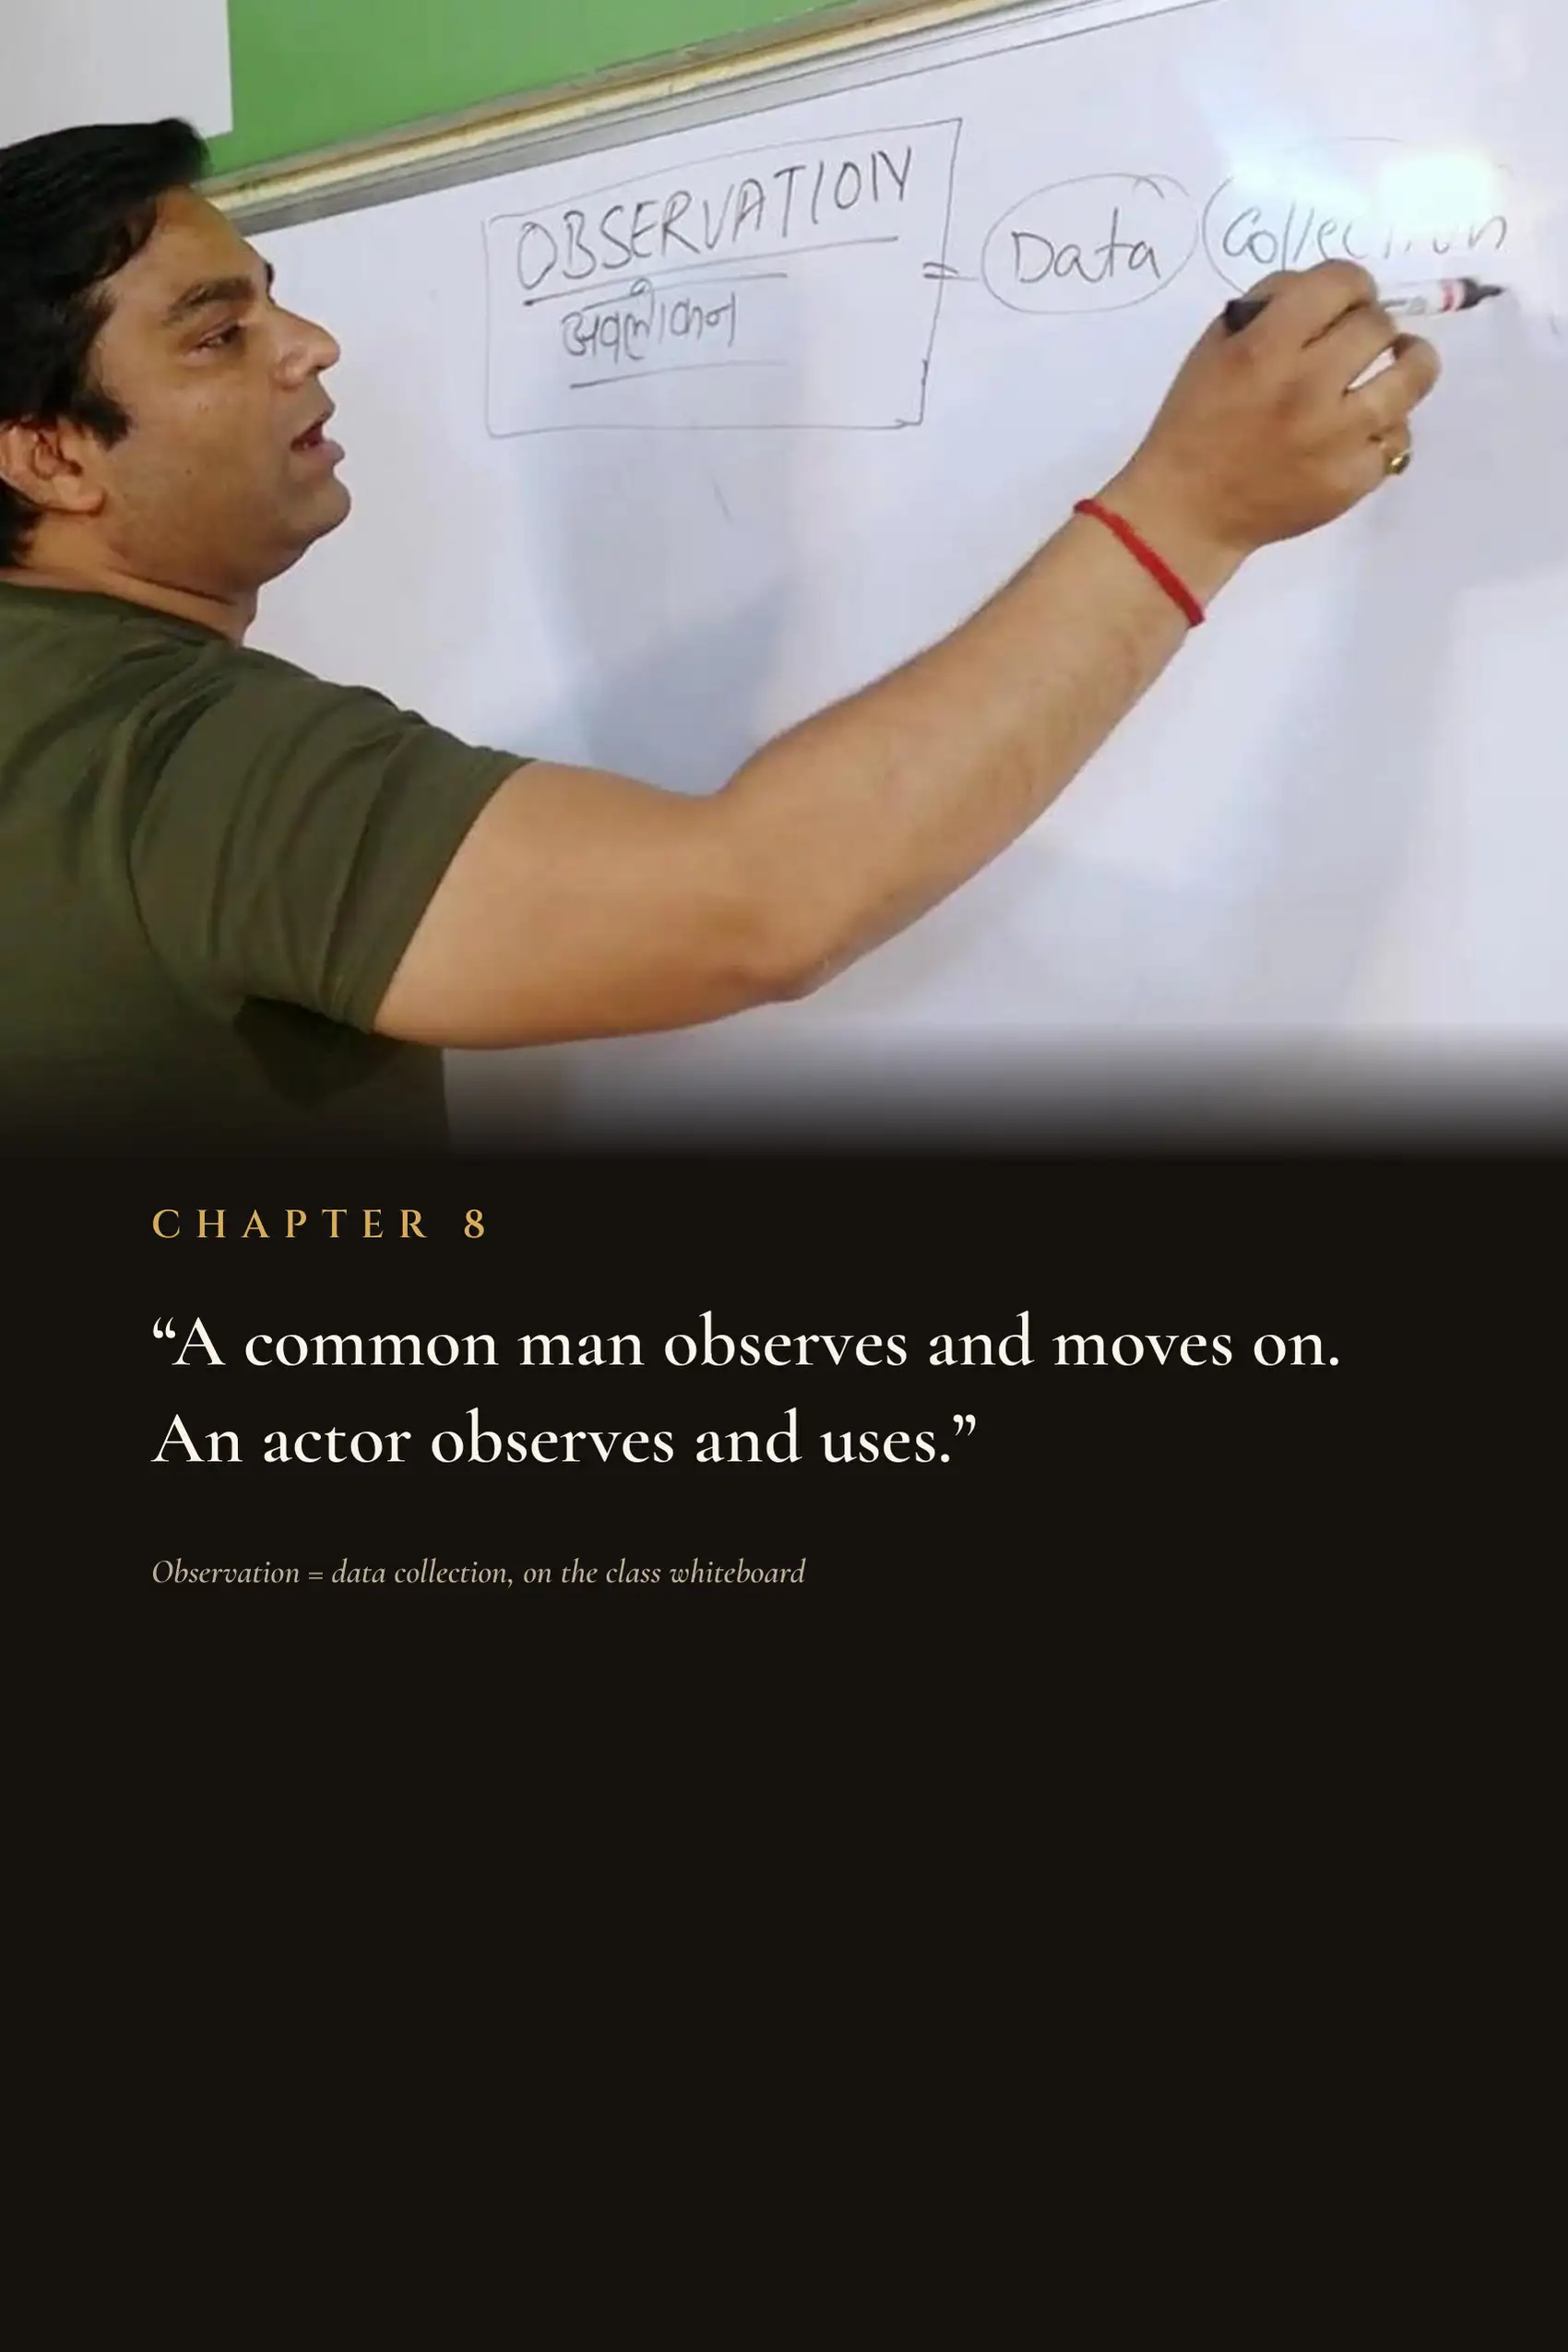 OBSERVATION = Data Collection
अवलोकन
CHAPTER 8
“A common man observes and moves on.
An actor observes and uses.”
Observation = data collection, on the class whiteboard